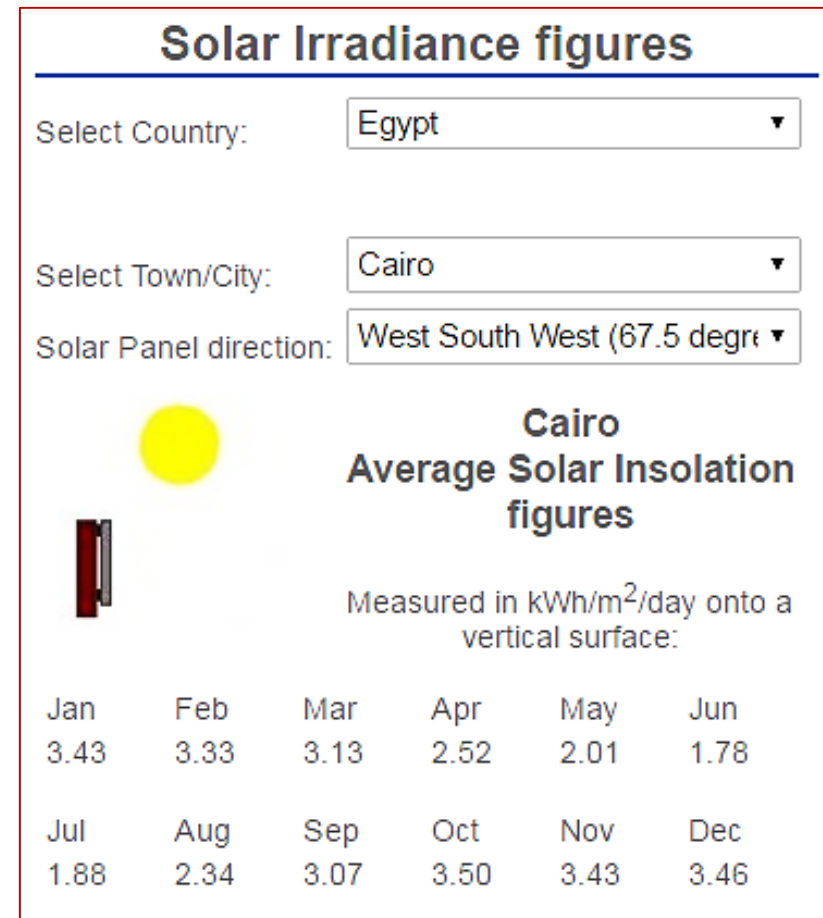 Solar Irradiance figures
Select Country: Egypt
Select Town/City: Cairo
Solar Panel direction: West South West (67.5 degre
Cairo
Average Solar Insolation
figures
Measured in kWh/m²/day onto a
vertical surface:
Jan Feb Mar Apr May Jun
3.43 3.33 3.13 2.52 2.01 1.78
Jul Aug Sep Oct Nov Dec
1.88 2.34 3.07 3.50 3.43 3.46